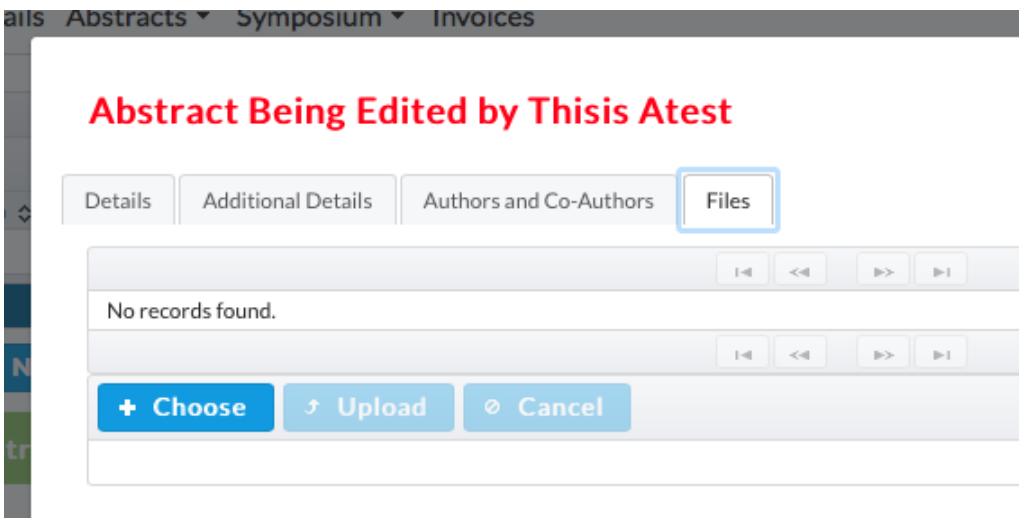 ails Abstracts Symposium Invoices
Abstract Being Edited by Thisis Atest
Details Additional Details Authors and Co-Authors Files
No records found.
N
Choose Upload Cancel
tr